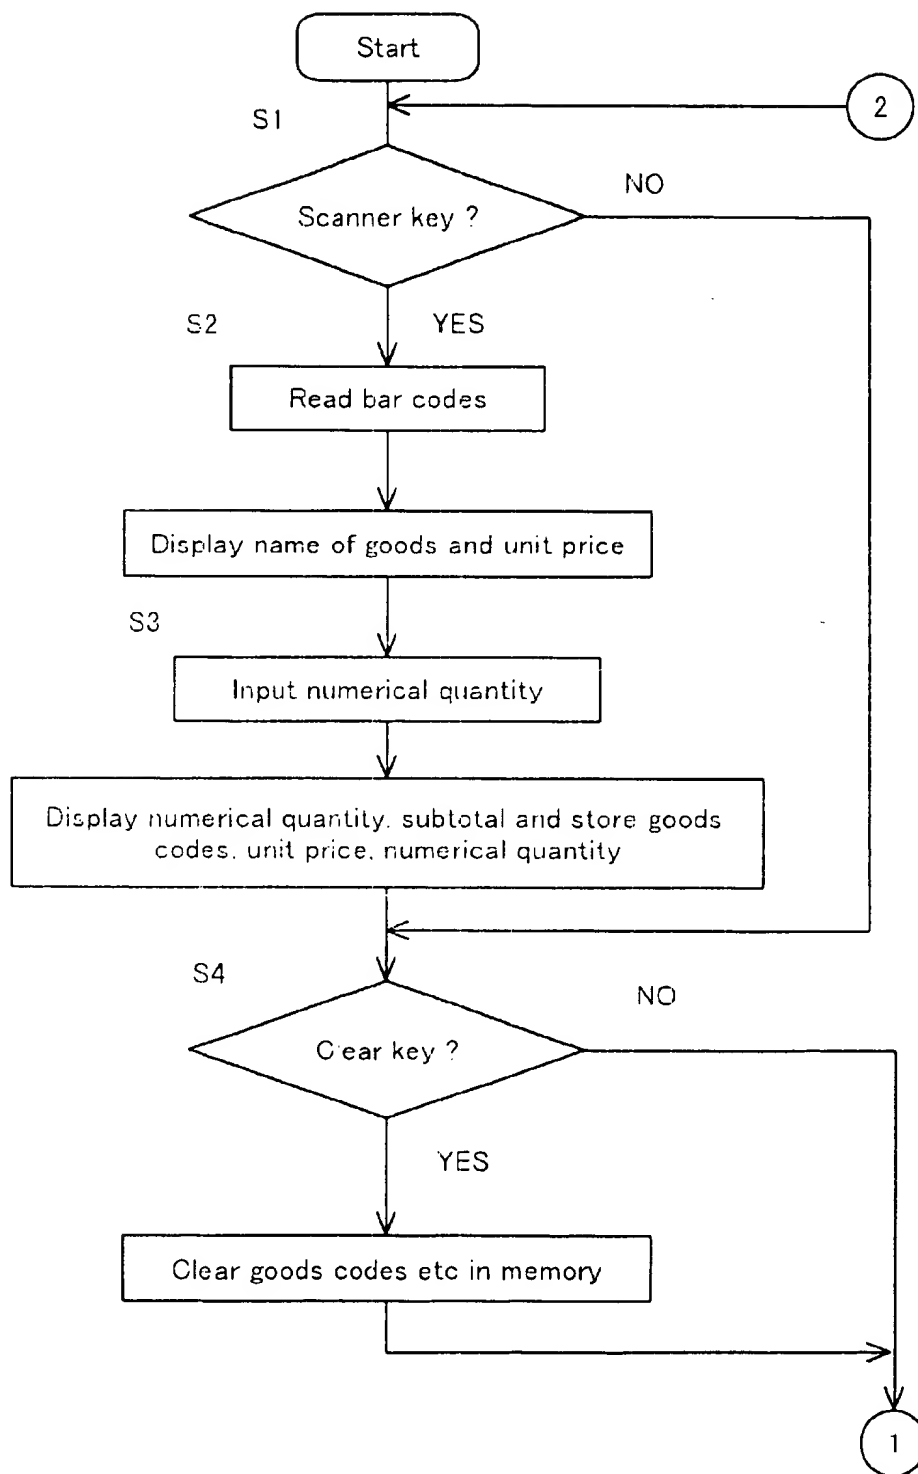 Start
2
S1
NO
Scanner key ?
S2
YES
Read bar codes
Display name of goods and unit price
S3
Input numerical quantity
Display numerical quantity, subtotal and store goods
codes, unit price, numerical quantity
S4
NO
Clear key ?
YES
Clear goods codes etc in memory
1